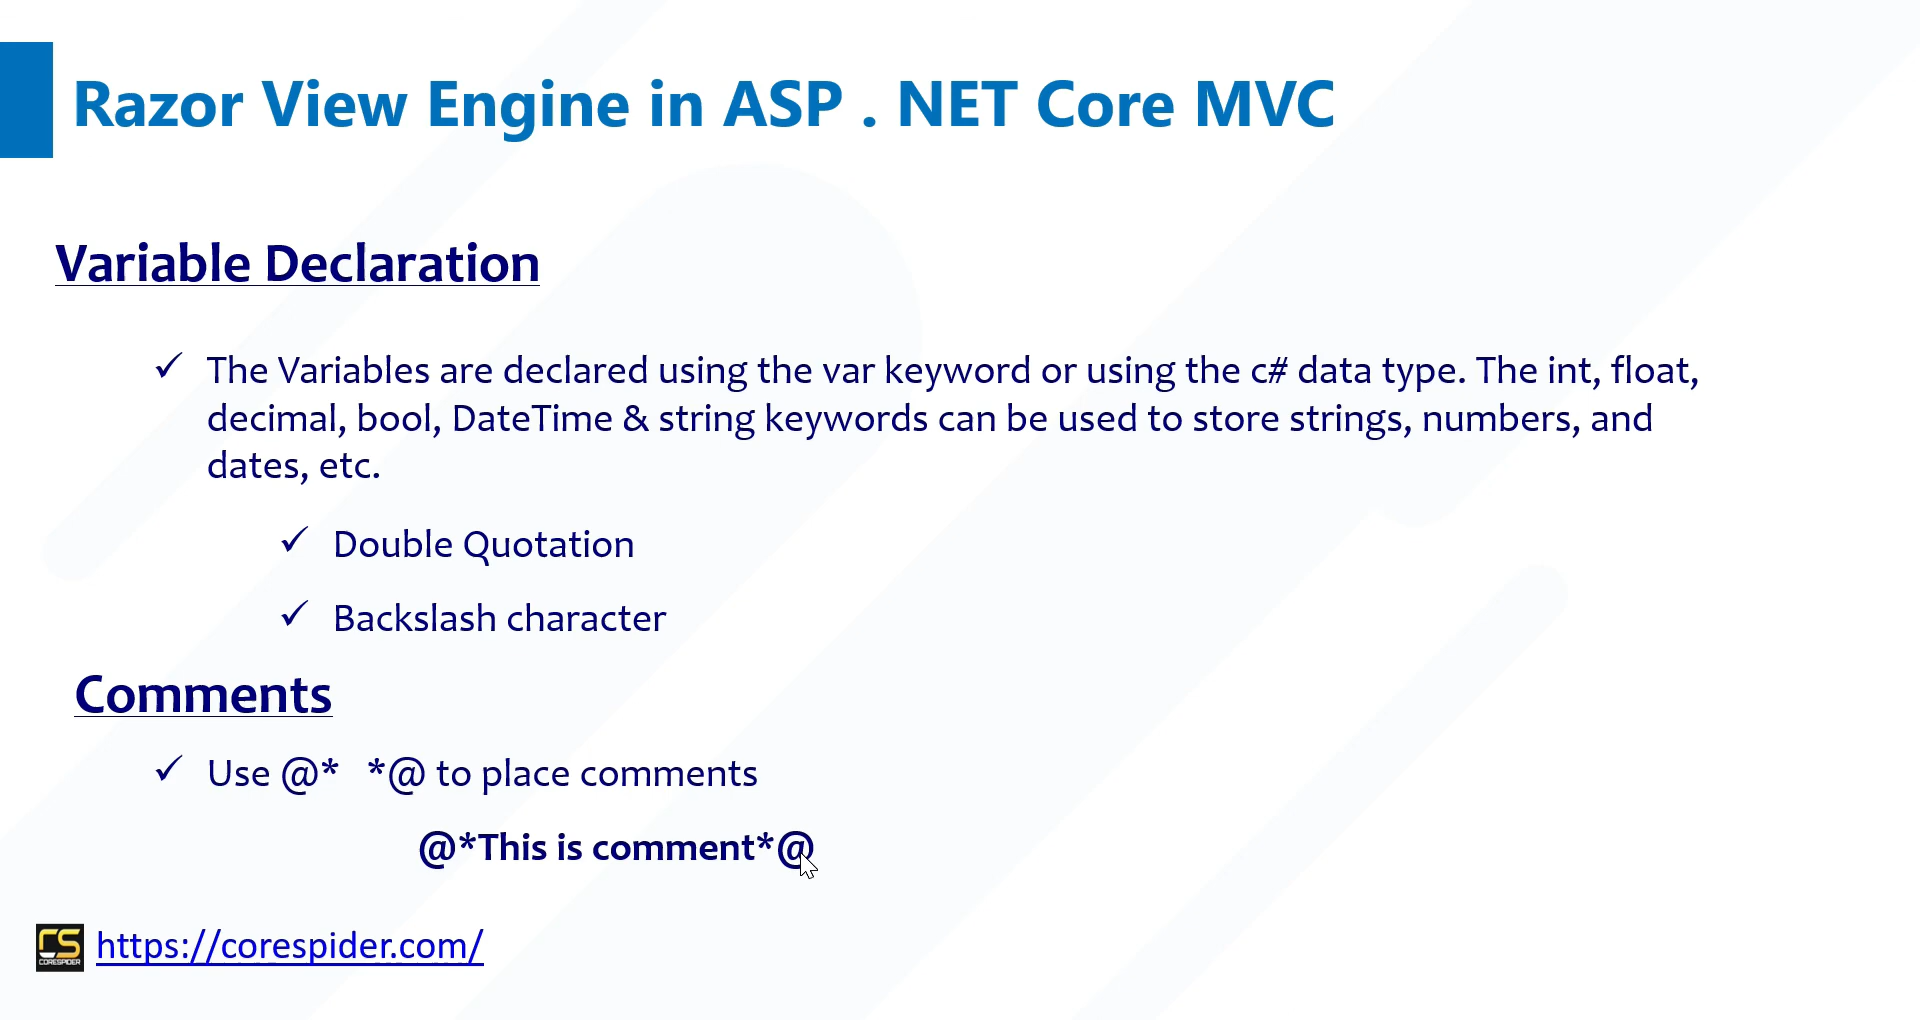 Razor View Engine in ASP . NET Core MVC
Variable Declaration
✓ The Variables are declared using the var keyword or using the c# data type. The int, float,
decimal, bool, DateTime & string keywords can be used to store strings, numbers, and
dates, etc.
✓ Double Quotation
✓ Backslash character
Comments
✓ Use @* *@ to place comments
@*This is comment*@
CS
CORESPIDER
https://corespider.com/